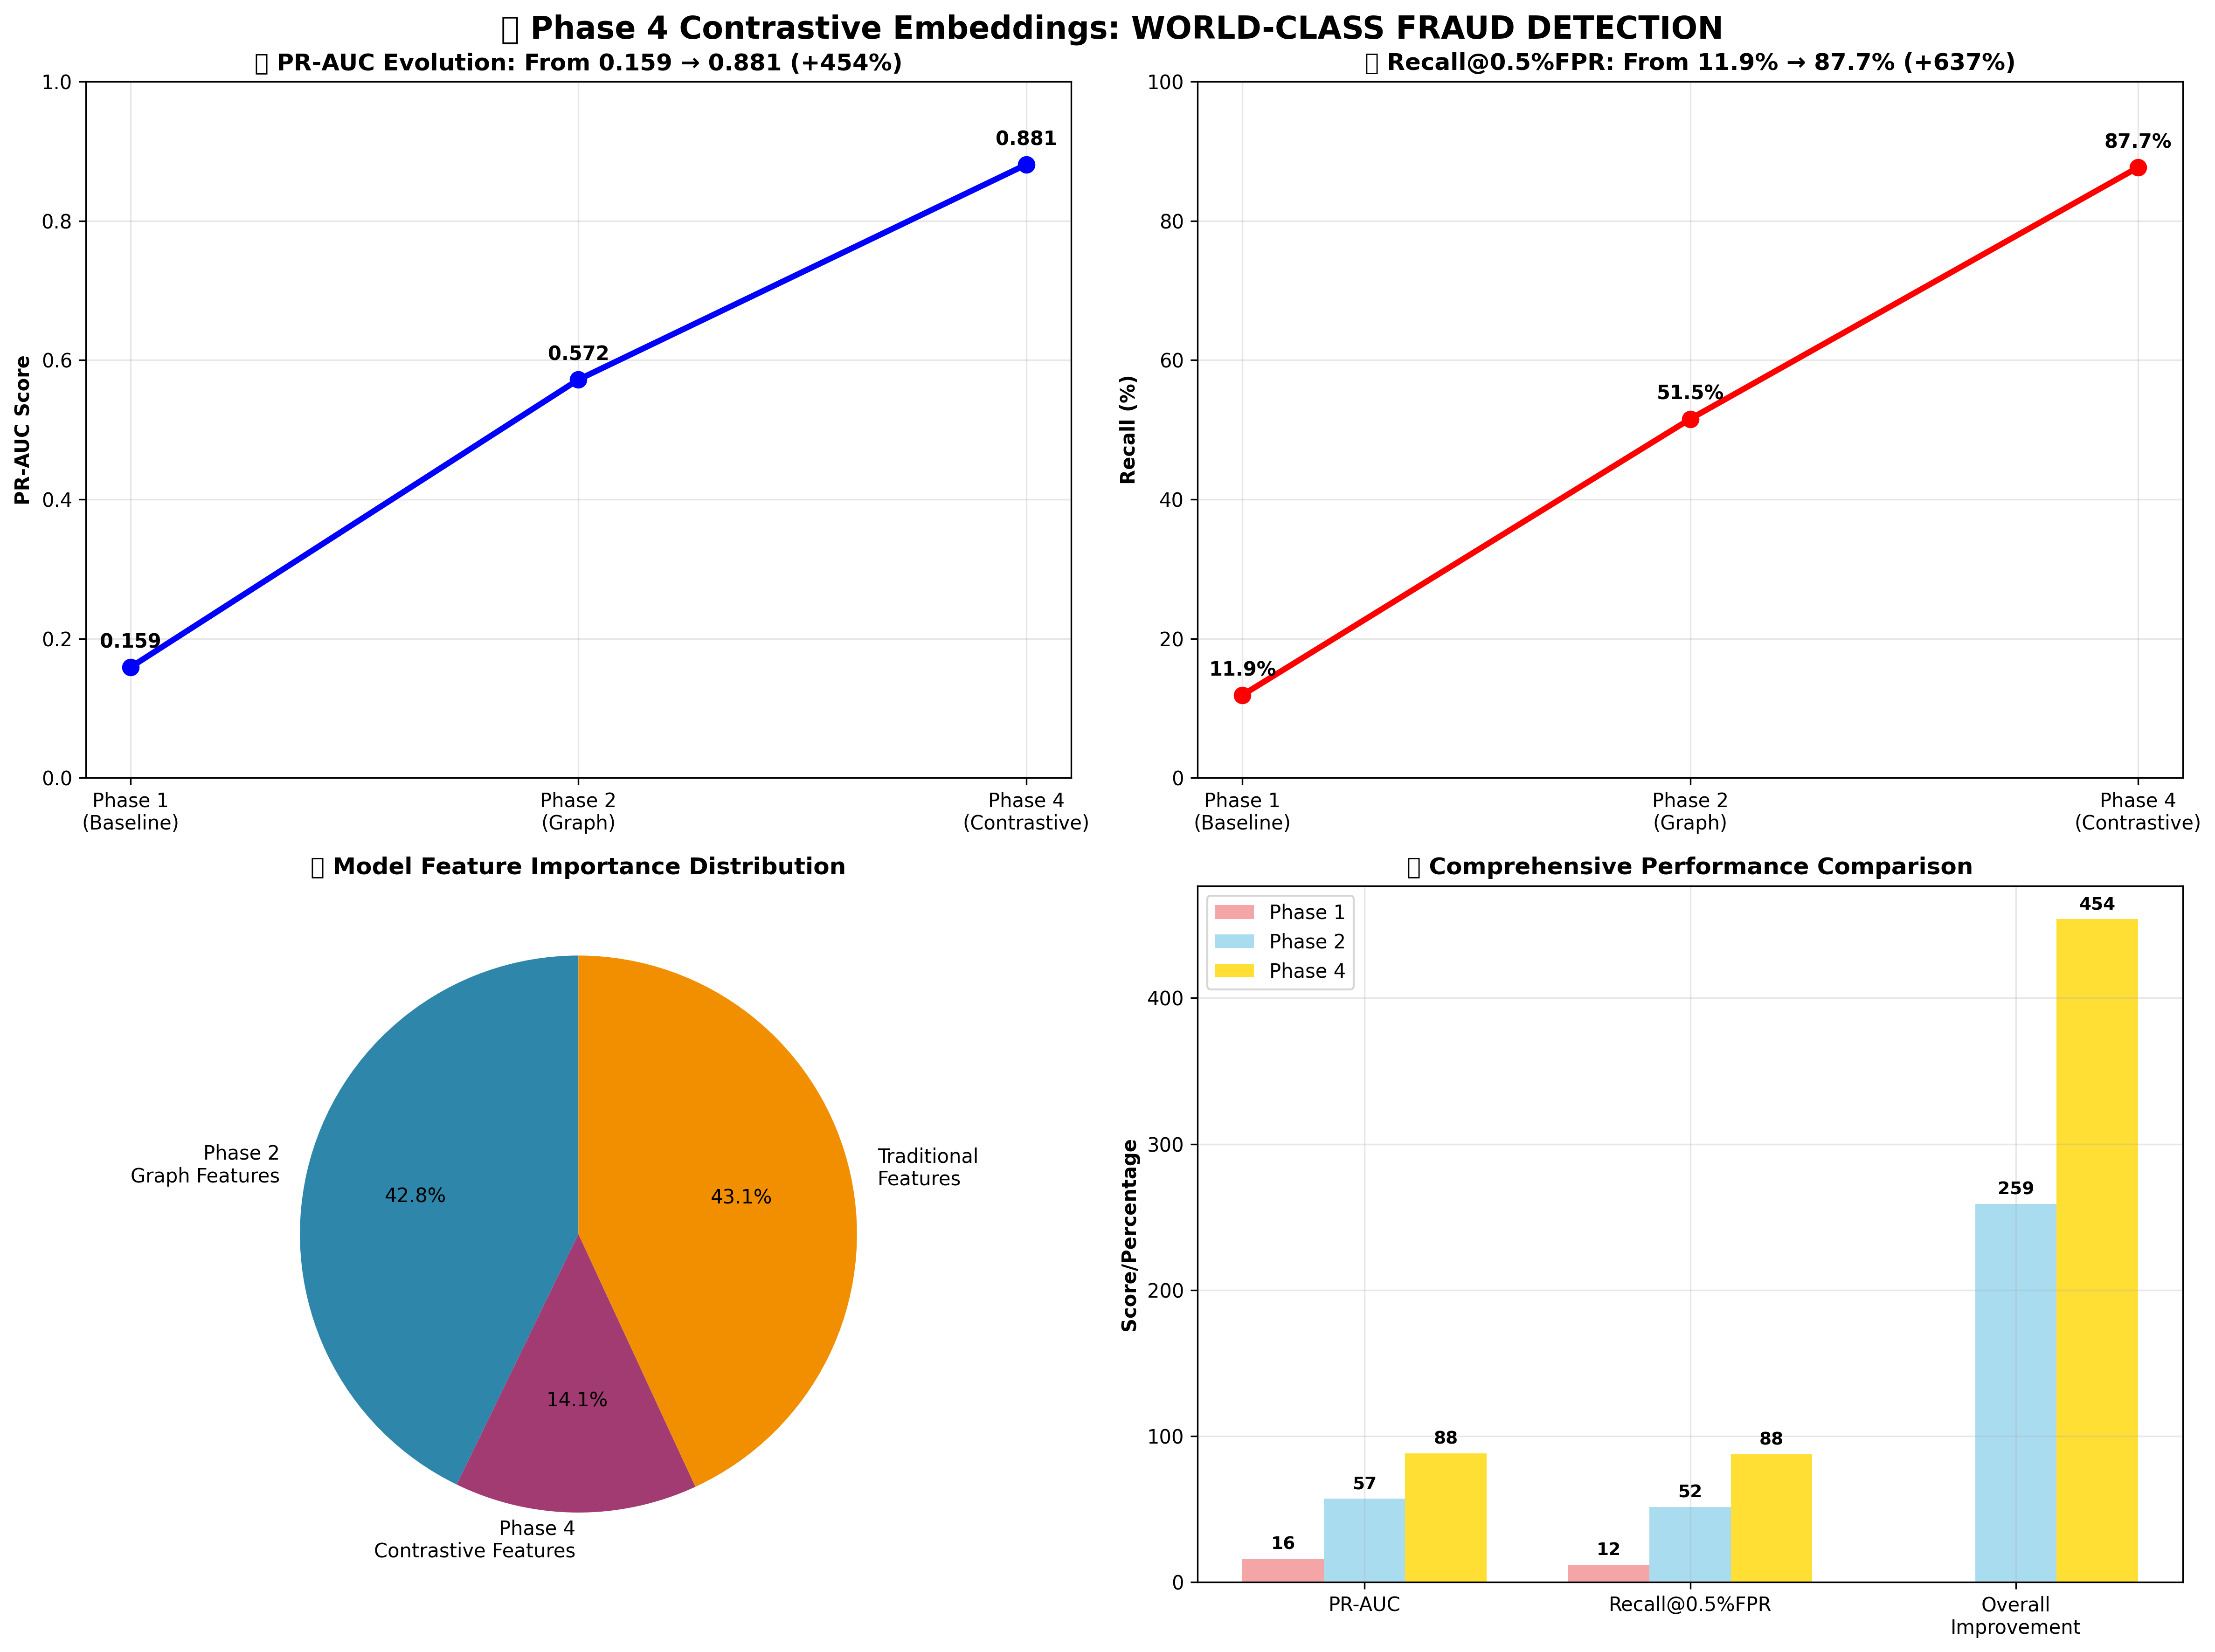 ▯ Phase 4 Contrastive Embeddings: WORLD-CLASS FRAUD DETECTION
▯ PR-AUC Evolution: From 0.159 → 0.881 (+454%)
PR-AUC Score
1.0
0.8
0.6
0.4
0.2
0.0
0.159
0.572
0.881
Phase 1
(Baseline)
Phase 2
(Graph)
Phase 4
(Contrastive)
▯ Recall@0.5%FPR: From 11.9% → 87.7% (+637%)
Recall (%)
100
80
60
40
20
0
11.9%
51.5%
87.7%
Phase 1
(Baseline)
Phase 2
(Graph)
Phase 4
(Contrastive)
▯ Model Feature Importance Distribution
Phase 2
Graph Features
42.8%
Traditional
Features
43.1%
14.1%
Phase 4
Contrastive Features
▯ Comprehensive Performance Comparison
Phase 1
Phase 2
Phase 4
Score/Percentage
400
300
200
100
0
16
57
88
12
52
88
259
454
PR-AUC
Recall@0.5%FPR
Overall
Improvement